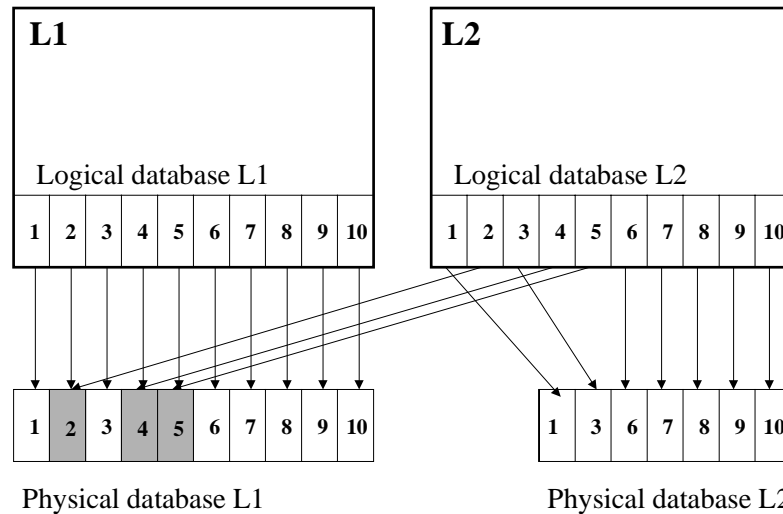 L1
L2
Logical database L1
Logical database L2
1 2 3 4 5 6 7 8 9 10
1 2 3 4 5 6 7 8 9 10
1 2 3 4 5 6 7 8 9 10
1 3 6 7 8 9 10
Physical database L1
Physical database L2